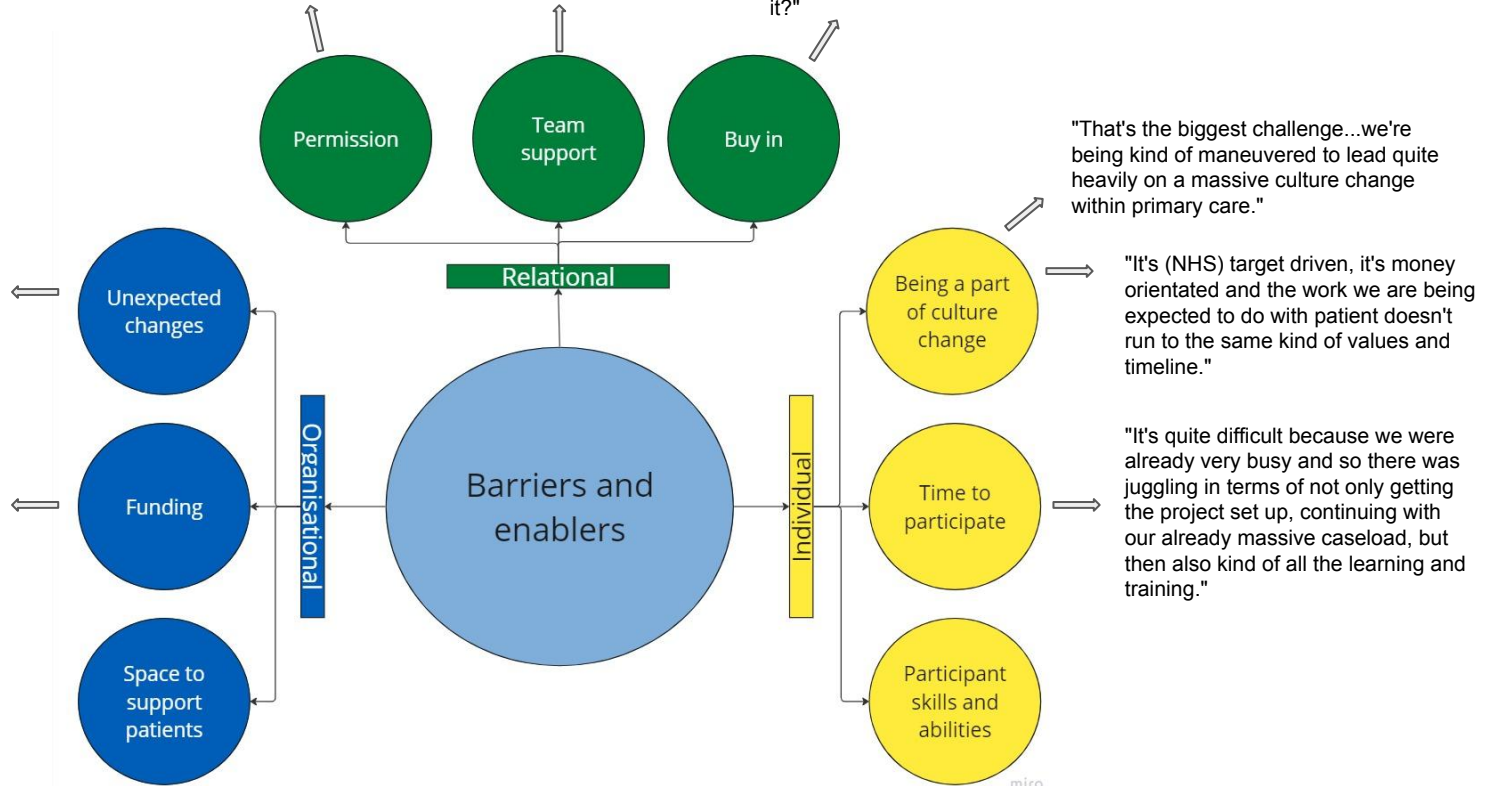 it?"
Permission
Team
support
Buy in
Relational
"That's the biggest challenge...we're
being kind of maneuvered to lead quite
heavily on a massive culture change
within primary care."
Unexpected
changes
Being a part
of culture
change
"It's (NHS) target driven, it's money
orientated and the work we are being
expected to do with patient doesn't
run to the same kind of values and
timeline."
Organisational
Barriers and
enablers
Individual
Funding
Time to
participate
"It's quite difficult because we were
already very busy and so there was
juggling in terms of not only getting
the project set up, continuing with
our already massive caseload, but
then also kind of all the learning and
training."
Space to
support
patients
Participant
skills and
abilities
miro